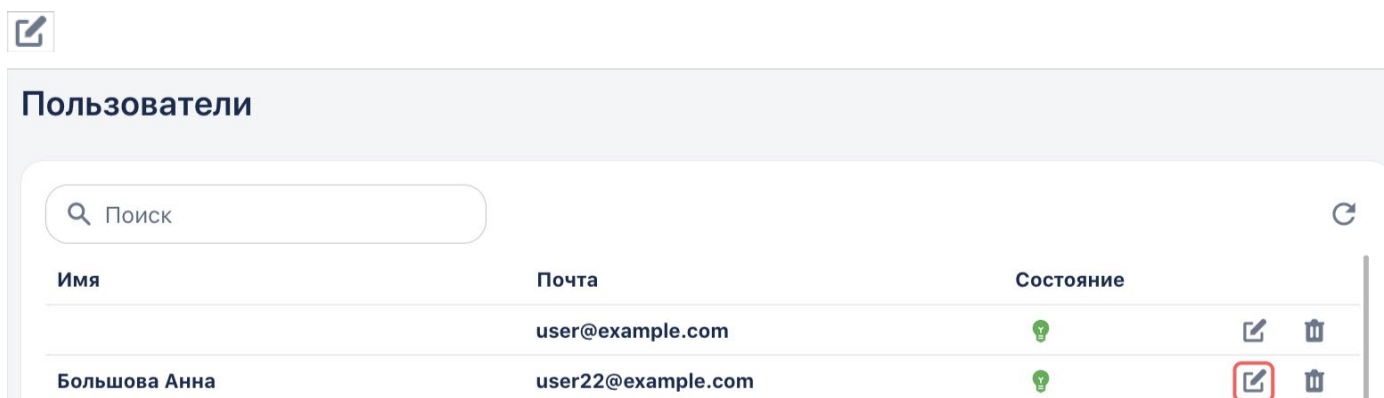 Пользователи
Поиск
Имя Почта Состояние
user@example.com
Большова Анна user22@example.com